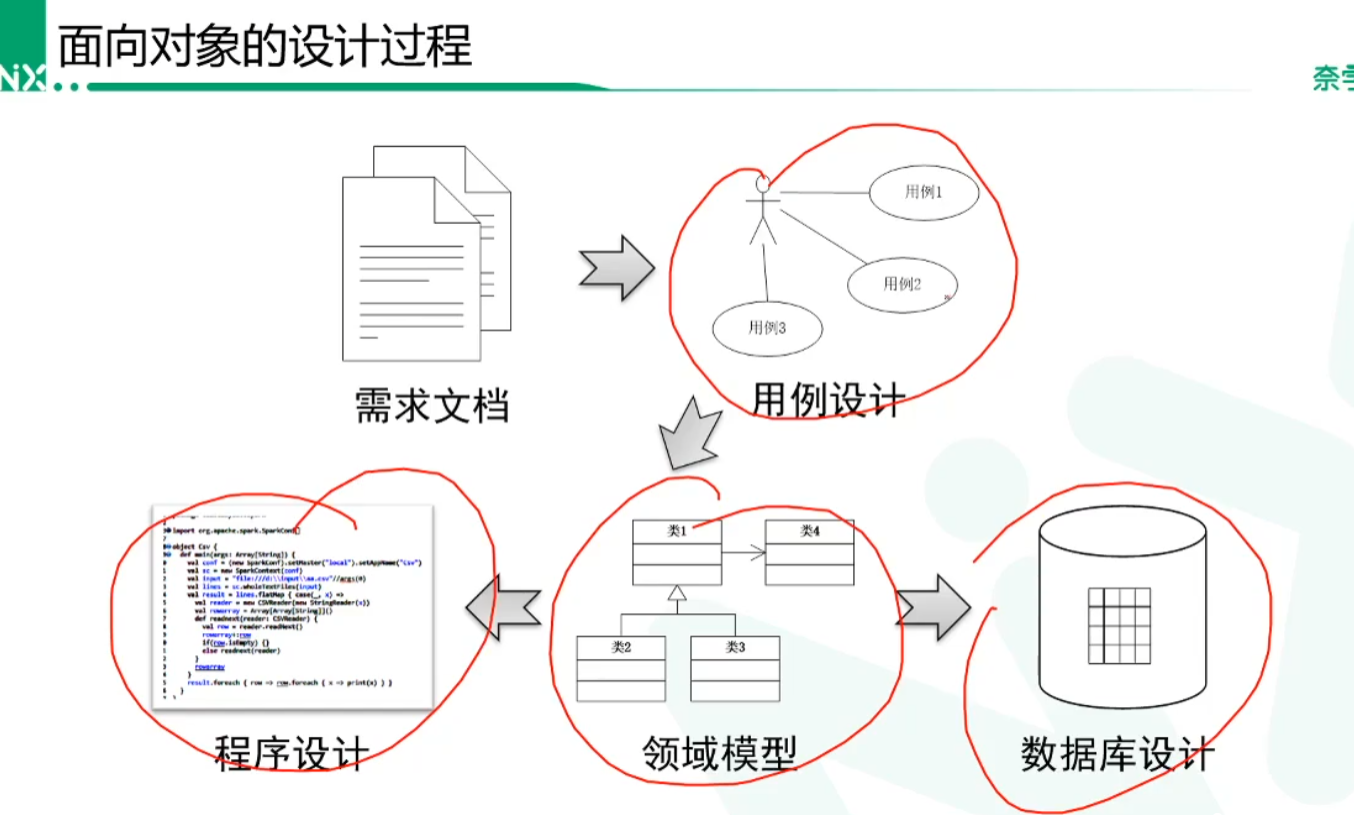 面向对象的设计过程
NX
奈学
用例1
用例2
用例3
需求文档
用例设计
import org.apache.spark.SparkConf
object Csv {
def main(args: Array[String]) {
val conf = (new SparkConf).setMaster("local").setAppName("Csv")
val sc = new SparkContext(conf)
val input = "file:///d:\\input\\aa.csv"//args(0)
val lines = sc.wholeTextFiles(input)
val result = lines.flatMap { case(_, x) =>
val reader = new CSVReader(new StringReader(x))
val rowarray = Array[Array[String]]()
def readnext(reader: CSVReader) {
val row = reader.readNext()
rowarray+:row
if(row.isEmpty) {}
else readnext(reader)
}
rowarray
}
result.foreach { row => row.foreach { x => print(x) } }
}
类1
类4
类2
类3
程序设计
领域模型
数据库设计